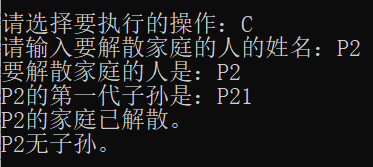 请选择要执行的操作：C
请输入要解散家庭的人的姓名：P2
要解散家庭的人是：P2
P2的第一代子孙是：P21
P2的家庭已解散。
P2无子孙。